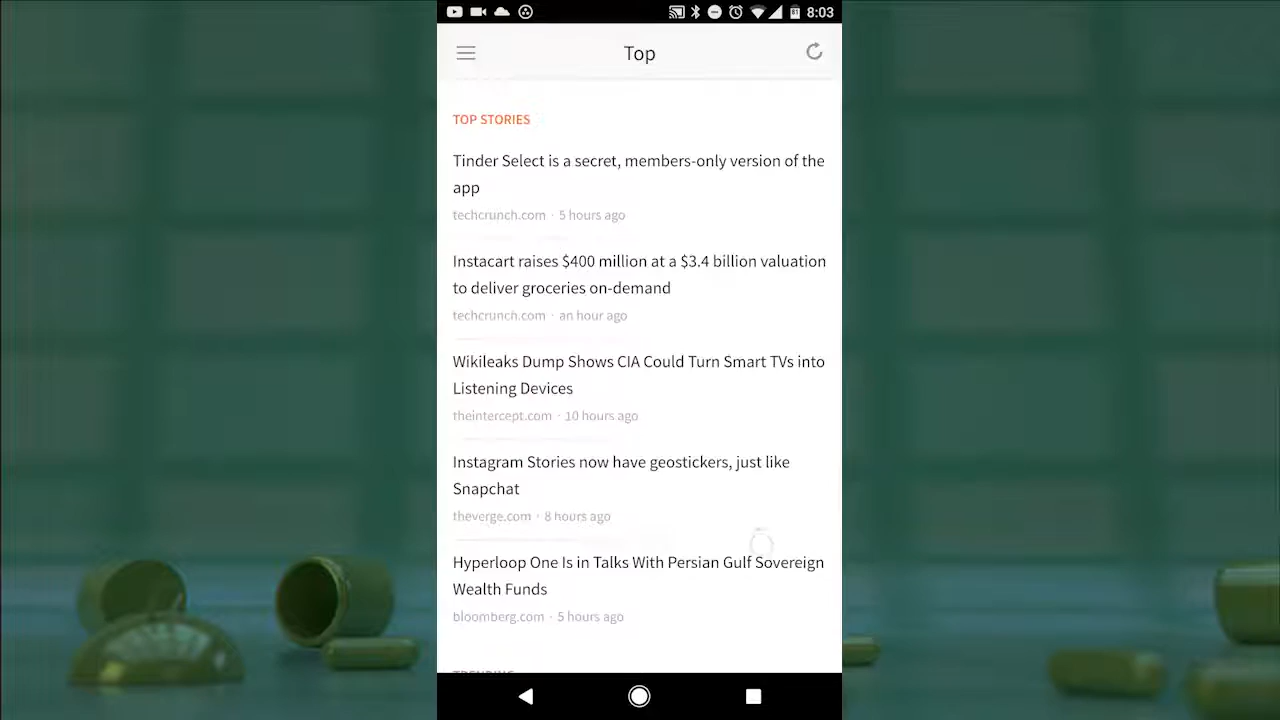 8:03
Top
TOP STORIES
Tinder Select is a secret, members-only version of the
app
techcrunch.com · 5 hours ago
Instacart raises $400 million at a $3.4 billion valuation
to deliver groceries on-demand
techcrunch.com · an hour ago
Wikileaks Dump Shows CIA Could Turn Smart TVs into
Listening Devices
theintercept.com · 10 hours ago
Instagram Stories now have geostickers, just like
Snapchat
theverge.com · 8 hours ago
Hyperloop One Is in Talks With Persian Gulf Sovereign
Wealth Funds
bloomberg.com · 5 hours ago
TRENDING